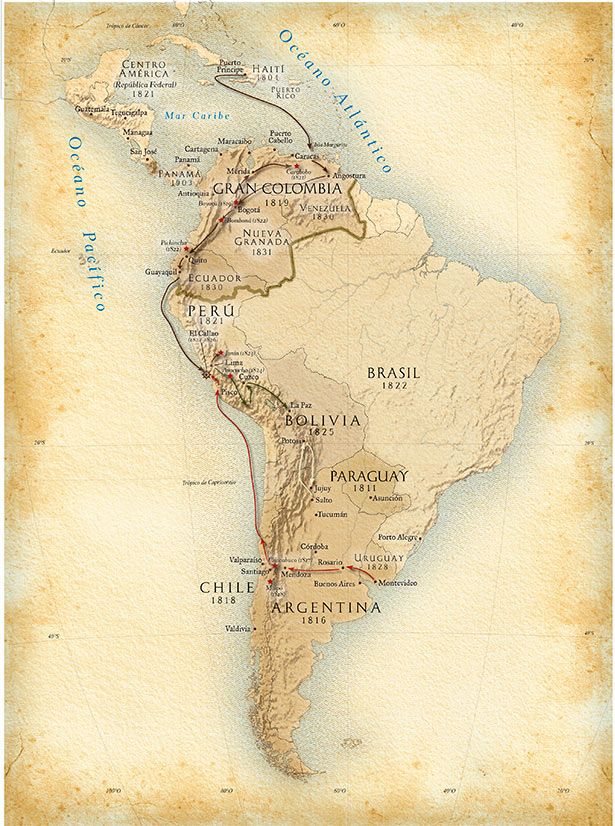 Trópico de Cáncer
60°O
40°O
20°N
20°N
Océano Atlántico
Puerto
Príncipe
HAITÍ
1804
PUERTO
RICO
CENTRO
AMÉRICA
(República Federal)
1821
Guatemala
Tegucigalpa
Managua
San José
Mar Caribe
Océano Pacífico
Isla Margarita
Puerto
Cabello
Maracaibo
Caracas
Cartagena
Panamá
PANAMÁ
1903
Mérida
Carabobo
(1821)
Angostura
GRAN COLOMBIA
1819
Antioquia
Boyacá (1819)
Bogotá
VENEZUELA
1830
Bomboná (1822)
NUEVA
GRANADA
1831
Pichincha
(1822)
Quito
Ecuador
Guayaquil
ECUADOR
1830
PERÚ
1821
El Callao
Junín (1824)
Lima
Ayacucho (1824)
Cuzco
Pisco
BRASIL
1822
La Paz
BOLIVIA
1825
Potosí
20°S
20°S
Trópico de Capricornio
PARAGUAY
1811
Jujuy
Asunción
Salto
Tucumán
Porto Alegre
Córdoba
Valparaíso
Chacabuco (1817)
Rosario
URUGUAY
1828
Santiago
Mendoza
Buenos Aires
Montevideo
CHILE
1818
Maipú
(1818)
ARGENTINA
1816
Valdivia
40°S
40°S
100°O
80°O
60°O
40°O
20°O